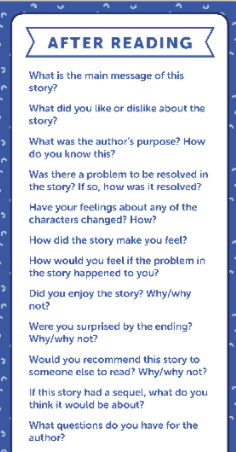 AFTER READING
What is the main message of this
story?
What did you like or dislike about the
story?
What was the author's purpose? How
do you know this?
Was there a problem to be resolved in
the story? If so, how was it resolved?
Have your feelings about any of the
characters changed? How?
How did the story make you feel?
How would you feel if the problem in
the story happened to you?
Did you enjoy the story? Why/why
not?
Were you surprised by the ending?
Why/why not?
Would you recommend this story to
someone else to read? Why/why not?
If this story had a sequel, what do you
think it would be about?
What questions do you have for the
author?